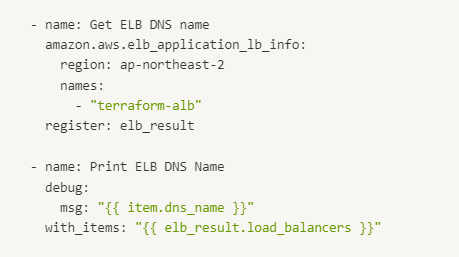 - name: Get ELB DNS name
  amazon.aws.elb_application_lb_info:
    region: ap-northeast-2
    names:
      - "terraform-alb"
  register: elb_result

- name: Print ELB DNS Name
  debug:
    msg: "{{ item.dns_name }}"
  with_items: "{{ elb_result.load_balancers }}"